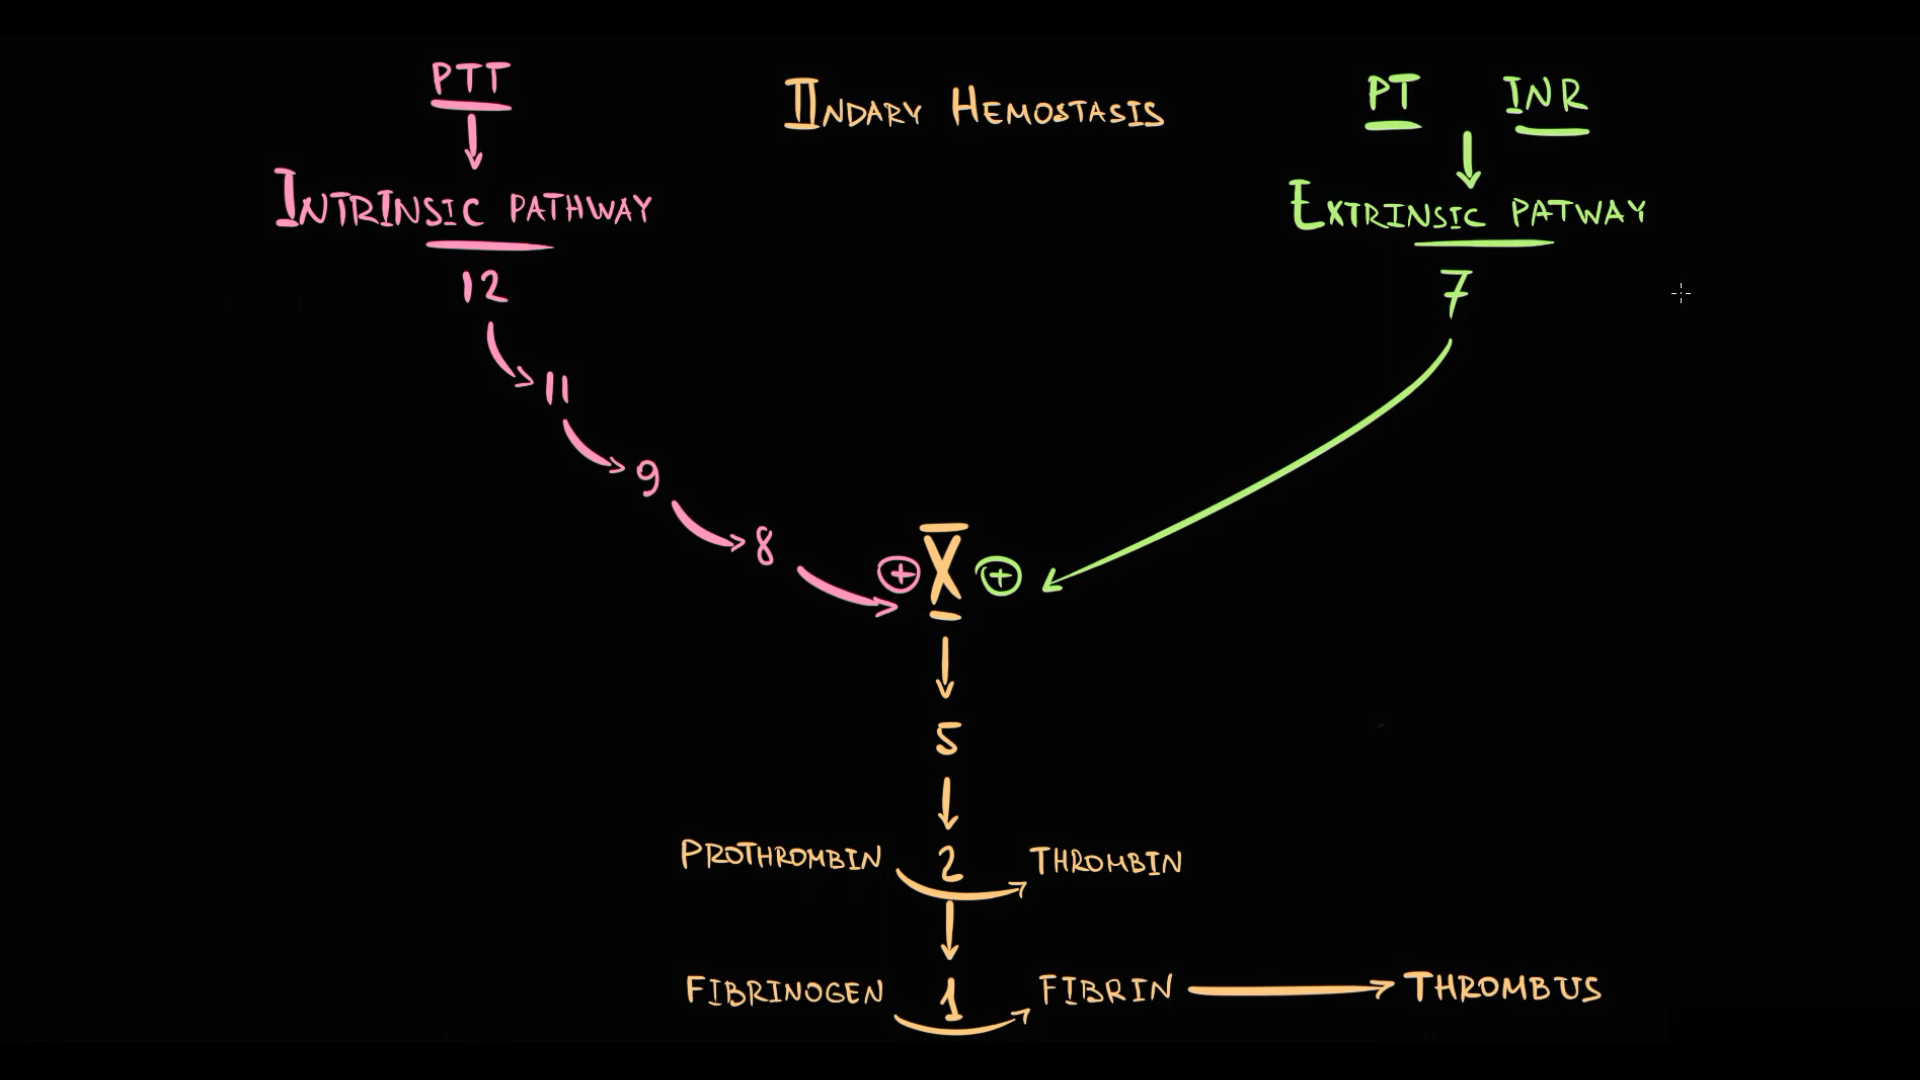 PTT
IINDARY HEMOSTASIS
PT INR
INTRINSIC PATHWAY
EXTRINSIC PATWAY
12
7
11
9
8
+ X +
5
PROTHROMBIN 2 THROMBIN
FIBRINOGEN 1 FIBRIN THROMBUS